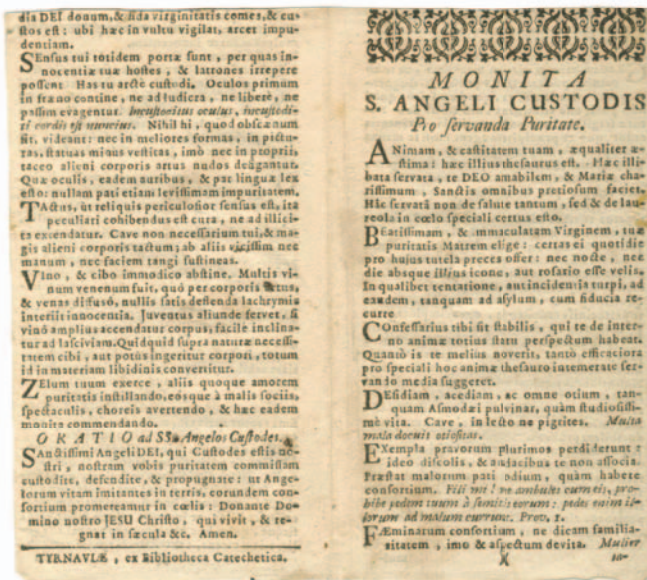 dia DEI donum, & fida virginitatis comes, & cu-
stos est: ubi hæc in vultu vigilat, arcet impu-
dentiam.
SEnsus tui totidem portæ sunt, per quas in-
nocentiæ tuæ hostes, & latrones irrepere
possent Has tu arctè custodi. Oculos primum
in fræno contine, ne ad ludicra, ne liberè, ne
passim evagentur. Incustoditus oculus, incustodi-
ti cordis est nuncius. Nihil hi, quod obscænum
sit, videant: nec in meliores formas, in pictu-
ras, statuas minus vestitas, imò nec in propriis,
taceo alieni corporis artus nudos defigantur.
Quæ oculis, eadem auribus, & par linguæ lex
esto: nullam pati etiam levissimam impuritatem.
TActus, ut reliquis periculosior sensus est, ita
peculiari cohibendus est cura, ne ad illici-
ta extendatur. Cave non necessarium tui, & ma-
gis alieni corporis tactum; ab aliis vicissim nec
manum, nec faciem tangi sustineas.
VIno, & cibo immodico abstine. Multis vi-
num venenum fuit, quò per corporis artus,
& venas diffusô, nullis satis deflenda lachrymis
interiit innocentia. Juventus aliunde fervet, si
vinô amplius accendatur corpus, facilè inclina-
tur ad lasciviam. Quidquid supra naturæ necessi-
tatem cibi, aut potûs ingeritur corpori, totum
id in materiam libidinis convertitur.
ZElum tuum exerce, aliis quoque amorem
puritatis instillando, eosque à malis sociis,
spectaculis, choreis avertendo, & hæc eadem
monita commendando.
ORATIO ad SSos Angelos Custodes.
SAnctissimi Angeli DEI, qui Custodes estis no-
stri, nostram vobis puritatem commissam
custodite, defendite, & propugnate: ut Ange-
lorum vitam imitantes in terris, eorundem con-
sortium promereamur in cœlis: Donante Do-
mino nostro JESU Christo, qui vivit, & re-
gnat in sæcula &c. Amen.
TYRNAVIÆ, ex Bibliotheca Catechetica.
MONITA
S. ANGELI CUSTODIS
Pro servanda Puritate.
ANimam, & castitatem tuam, æqualiter æ-
stima: hæc illius thesaurus est. Hæc illi-
bata servata, te DEO amabilem, & Mariæ cha-
rissimum, Sanctis omnibus pretiosum faciet.
Hâc servatâ non de salute tantum, sed & de lau-
reola in cœlo speciali certus esto.
BEatissimam, & immaculatam Virginem, tuæ
puritatis Matrem elige: certas ei quotidie
pro hujus tutela preces offer: nec nocte, nec
die absque illius icone, aut rosario esse velis.
In qualibet tentatione, aut incidentia turpi, ad
eandem, tanquam ad asylum, cum fiducia re-
curre
COnfessarius tibi sit stabilis, qui te de inter-
no animæ totius statu perspectum habeat.
Quantò is te melius noverit, tantò efficaciora
pro speciali hoc animæ thesauro intemeratè ser-
vando media suggeret.
DEsidiam, acediam, ac omne otium, tan-
quam Asmodæi pulvinar, quàm studiosissi-
mè vita. Cave, in lecto ne pigrites. Multa
mala docuit otiositas.
EXempla pravorum plurimos perdiderunt:
ideo discolis, & audacibus te non associa.
Præstat malorum pati odium, quàm habere
consortium. Fili mi! ne ambules cum eis, pro-
hibe pedem tuum à semitis eorum: pedes enim il-
lorum ad malum currunt. Prov. 1.
FÆminarum consortium, ne dicam familia-
ritatem, imo & aspectum devita. Mulier
X